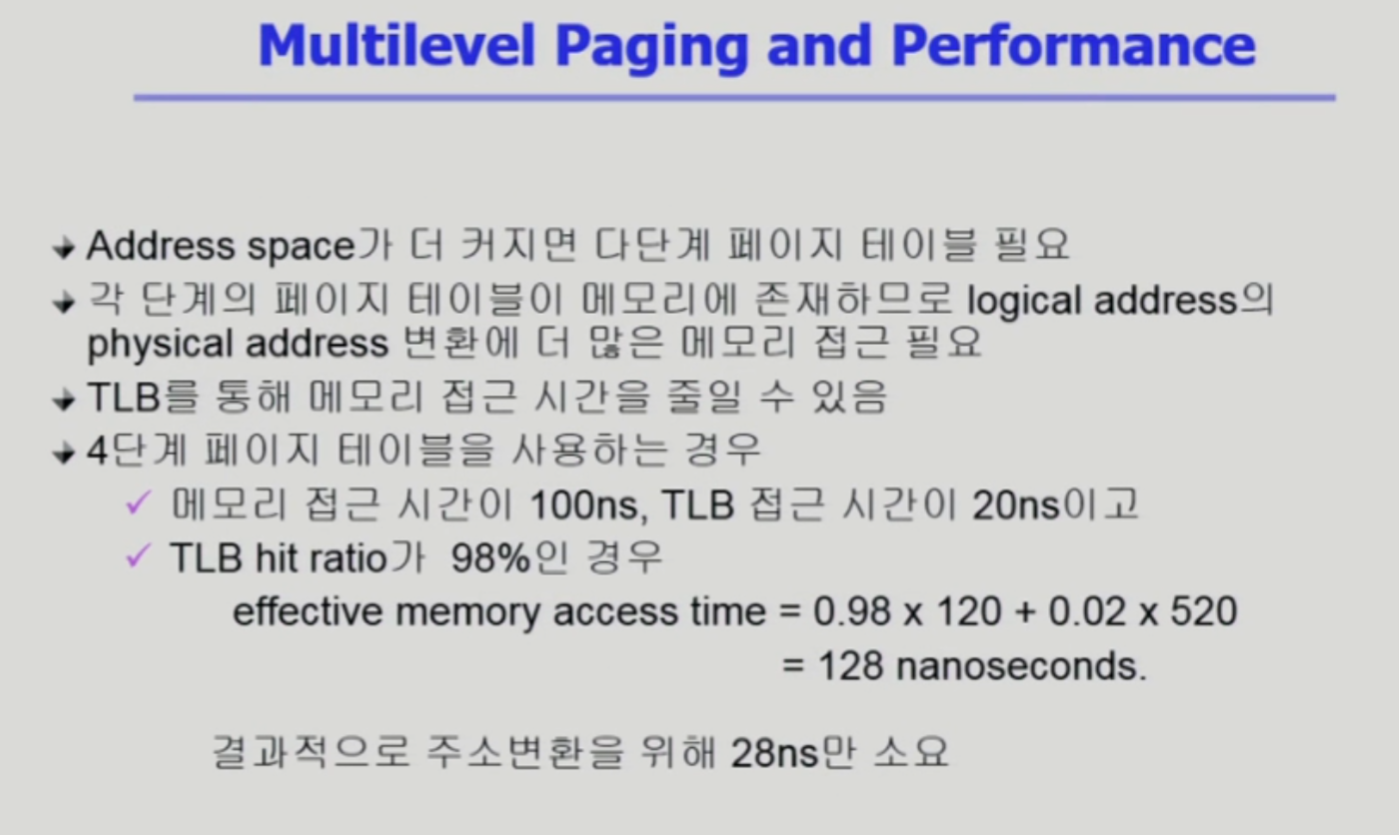 Multilevel Paging and Performance
Address space가 더 커지면 다단계 페이지 테이블 필요
각 단계의 페이지 테이블이 메모리에 존재하므로 logical address의
physical address 변환에 더 많은 메모리 접근 필요
TLB를 통해 메모리 접근 시간을 줄일 수 있음
4단계 페이지 테이블을 사용하는 경우
✓ 메모리 접근 시간이 100ns, TLB 접근 시간이 20ns이고
✓ TLB hit ratio가 98%인 경우
effective memory access time = 0.98 x 120 + 0.02 x 520
= 128 nanoseconds.
결과적으로 주소변환을 위해 28ns만 소요